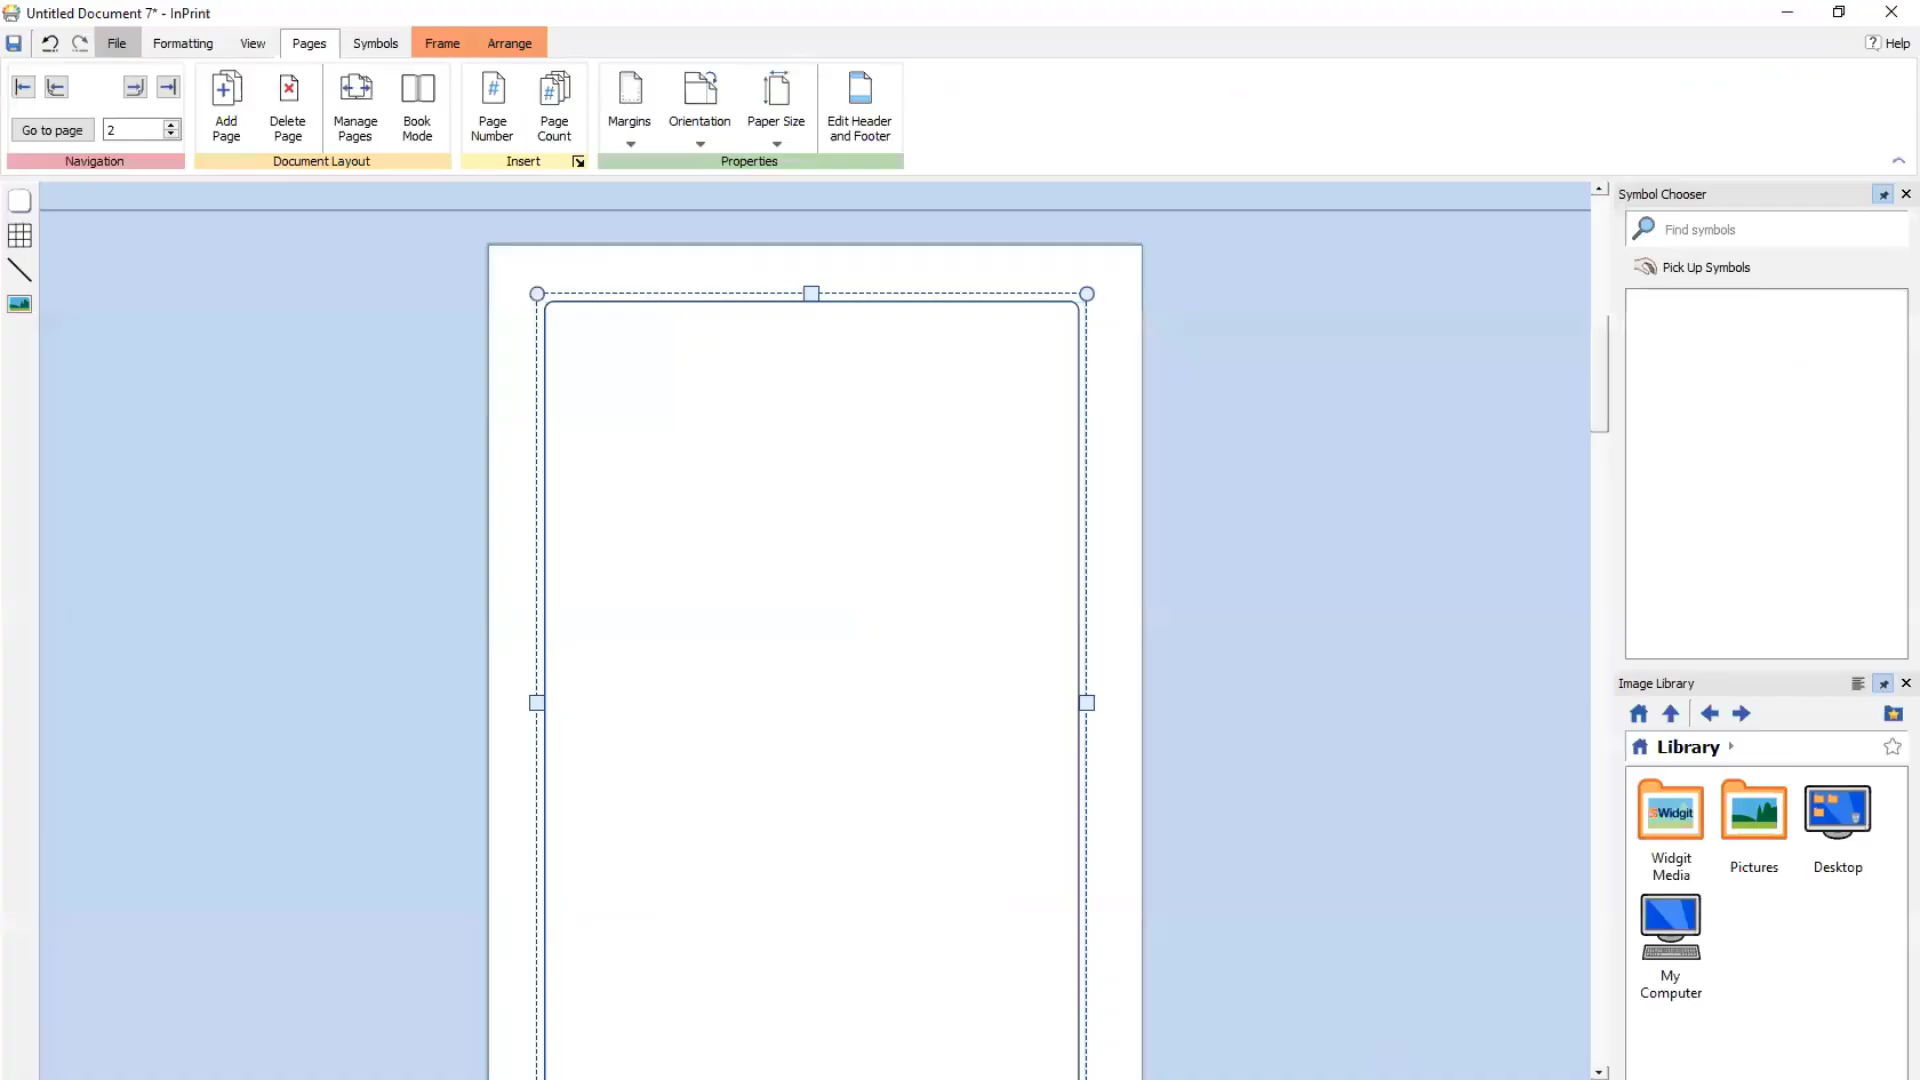 Untitled Document 7* - InPrint
File
Formatting
View
Pages
Symbols
Frame
Arrange
Help
Go to page
2
Navigation
Add Page
Delete Page
Manage Pages
Book Mode
Document Layout
# Page Number
# Page Count
Insert
Margins
Orientation
Paper Size
Edit Header and Footer
Properties
Symbol Chooser
Find symbols
Pick Up Symbols
Image Library
Library
Widgit
Widgit Media
Pictures
Desktop
My Computer